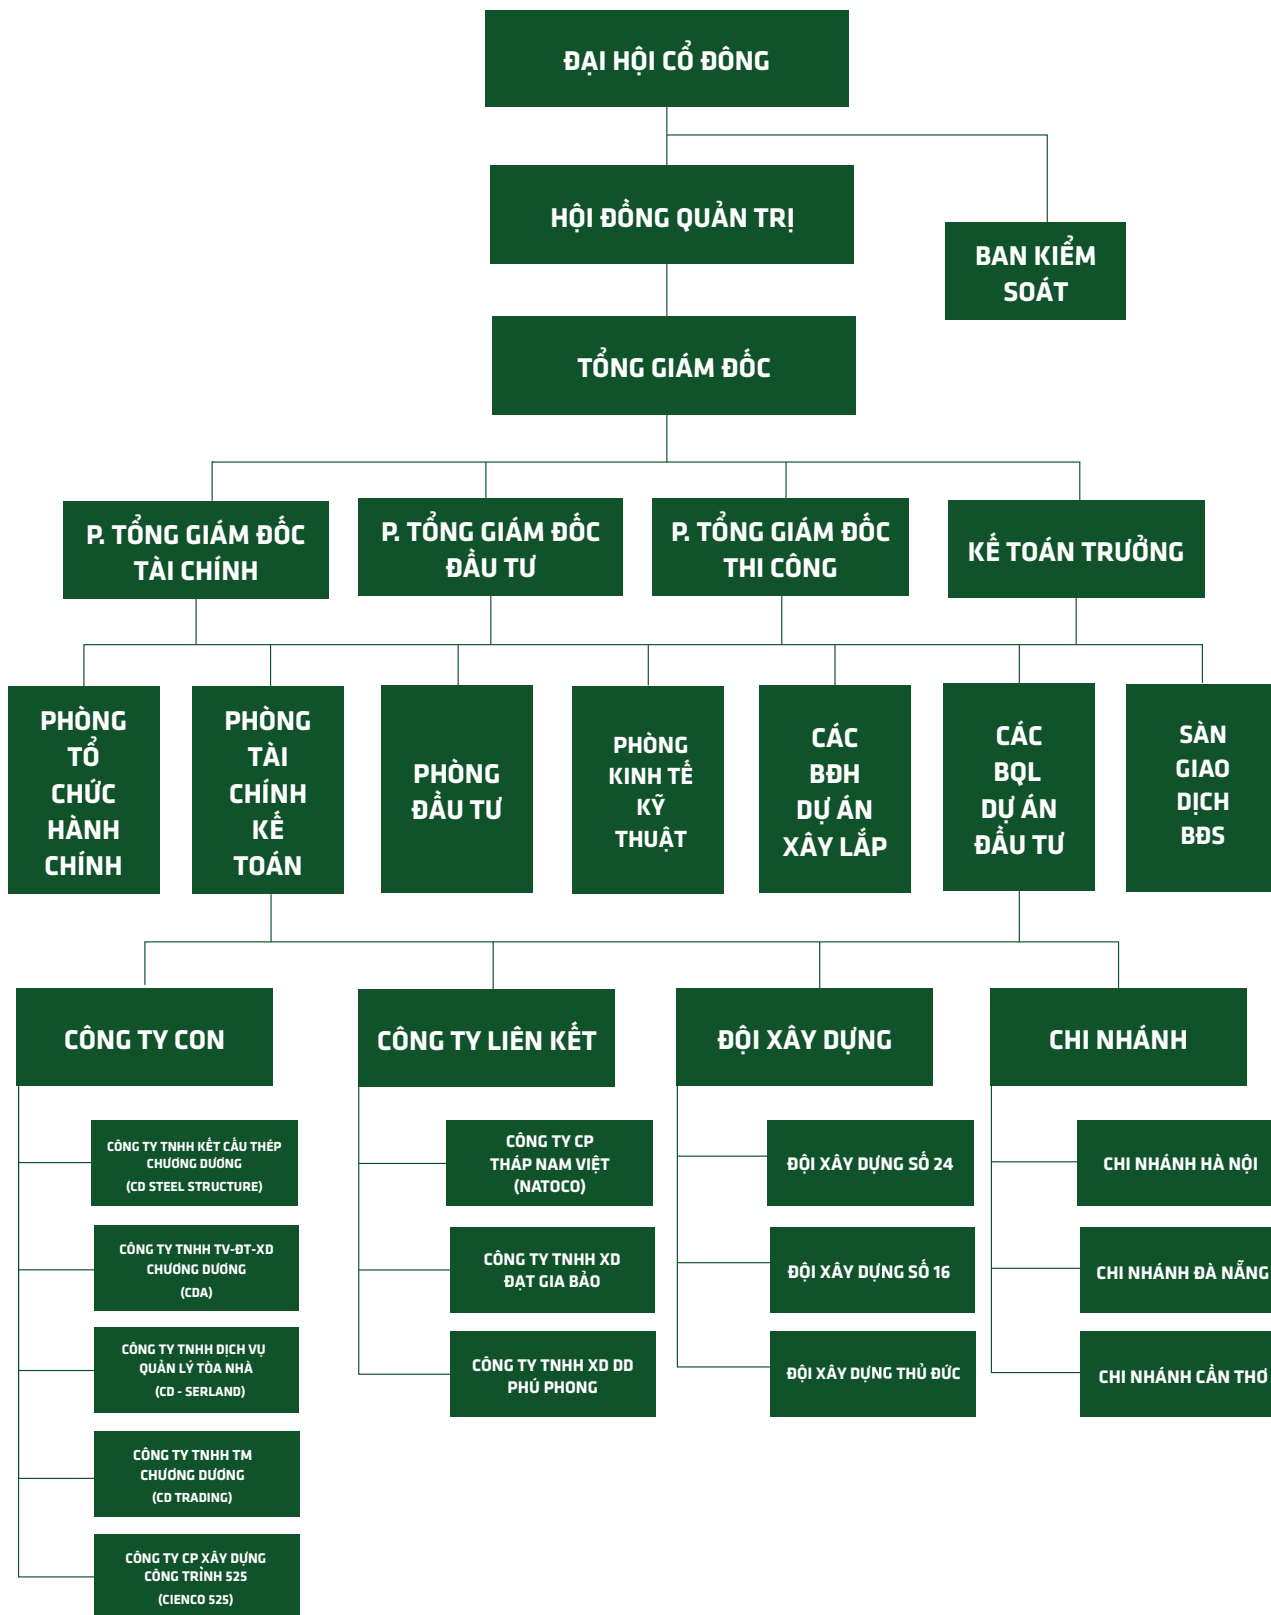 ĐẠI HỘI CỔ ĐÔNG
HỘI ĐỒNG QUẢN TRỊ
BAN KIỂM
SOÁT
TỔNG GIÁM ĐỐC
P. TỔNG GIÁM ĐỐC
TÀI CHÍNH
P. TỔNG GIÁM ĐỐC
ĐẦU TƯ
P. TỔNG GIÁM ĐỐC
THI CÔNG
KẾ TOÁN TRƯỞNG
PHÒNG
TỔ
CHỨC
HÀNH
CHÍNH
PHÒNG
TÀI
CHÍNH
KẾ
TOÁN
PHÒNG
ĐẦU TƯ
PHÒNG
KINH TẾ
KỸ
THUẬT
CÁC
BĐH
DỰ ÁN
XÂY LẮP
CÁC
BQL
DỰ ÁN
ĐẦU TƯ
SÀN
GIAO
DỊCH
BĐS
CÔNG TY CON
CÔNG TY LIÊN KẾT
ĐỘI XÂY DỰNG
CHI NHÁNH
CÔNG TY TNHH KẾT CẤU THÉP
CHƯƠNG DƯƠNG
(CD STEEL STRUCTURE)
CÔNG TY TNHH TV-ĐT-XD
CHƯƠNG DƯƠNG
(CDA)
CÔNG TY TNHH DỊCH VỤ
QUẢN LÝ TÒA NHÀ
(CD - SERLAND)
CÔNG TY TNHH TM
CHƯƠNG DƯƠNG
(CD TRADING)
CÔNG TY CP XÂY DỰNG
CÔNG TRÌNH 525
(CIENCO 525)
CÔNG TY CP
THÁP NAM VIỆT
(NATOCO)
CÔNG TY TNHH XD
ĐẠT GIA BẢO
CÔNG TY TNHH XD DD
PHÚ PHONG
ĐỘI XÂY DỰNG SỐ 24
ĐỘI XÂY DỰNG SỐ 16
ĐỘI XÂY DỰNG THỦ ĐỨC
CHI NHÁNH HÀ NỘI
CHI NHÁNH ĐÀ NẴNG
CHI NHÁNH CẦN THƠ